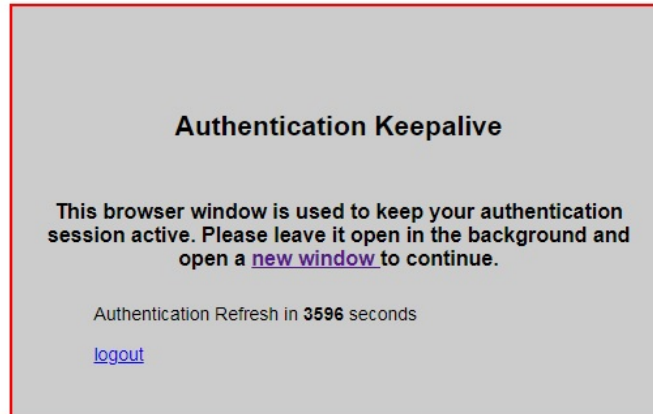 Authentication Keepalive
This browser window is used to keep your authentication
session active. Please leave it open in the background and
open a new window to continue.
Authentication Refresh in 3596 seconds
logout